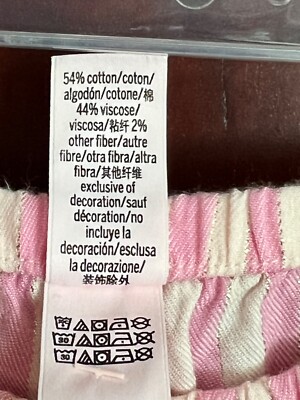 54% cotton/coton/
algodón/cotone/棉
44% viscose/
viscosa/粘纤 2%
other fiber/autre
fibre/otra fibra/altra
fibra/其他纤维
exclusive of
decoration/sauf
décoration/no
incluye la
decoración/esclusa
la decorazione/
装饰除外
30
30